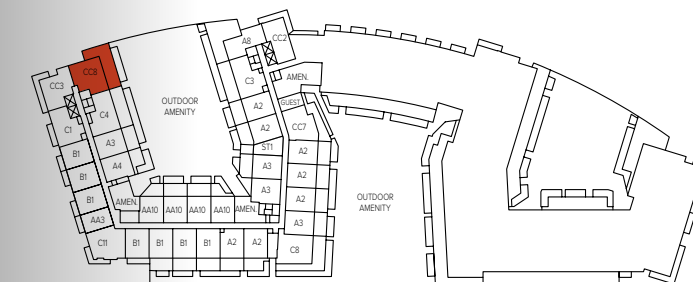 CC2
A8
CC8
CC3
C3
AMEN.
OUTDOOR
AMENITY
GUEST
A2
C4
CC7
A2
C1
A3
ST1
A2
B1
A4
A3
A2
B1
A3
A2
B1
AMEN.
AA10
AA10
AA10
AA10
AMEN.
OUTDOOR
AMENITY
AA3
A3
C11
B1
B1
B1
B1
A2
A2
C8